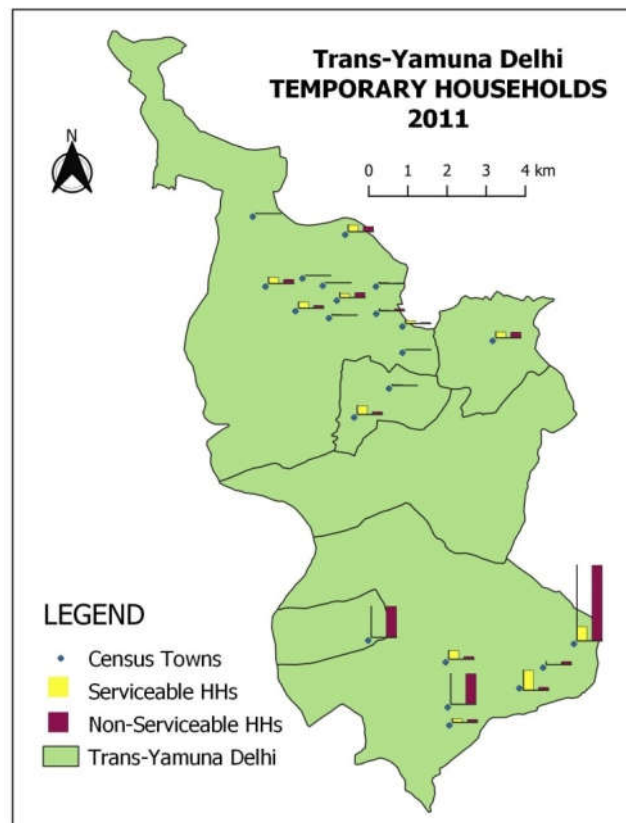 Trans-Yamuna Delhi
TEMPORARY HOUSEHOLDS
2011
N
0 1 2 3 4 km
LEGEND
Census Towns
Serviceable HHs
Non-Serviceable HHs
Trans-Yamuna Delhi